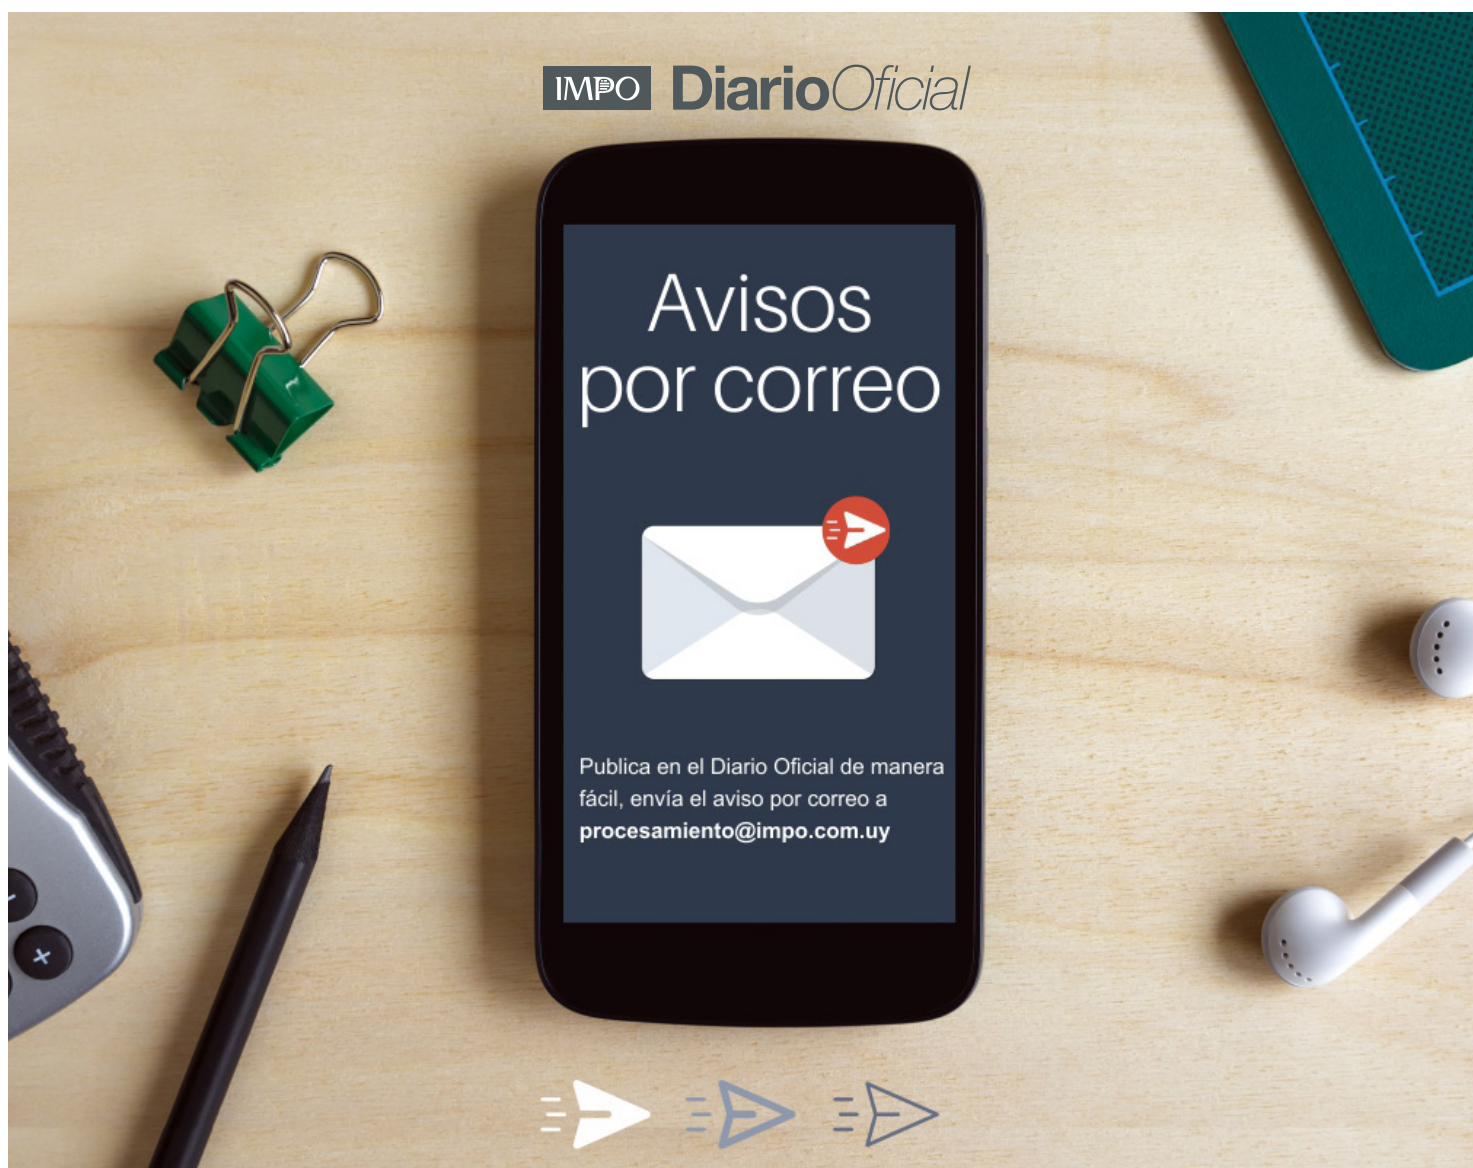 IMPO DiarioOficial
Avisos
por correo
Publica en el Diario Oficial de manera
fácil, envía el aviso por correo a
procesamiento@impo.com.uy